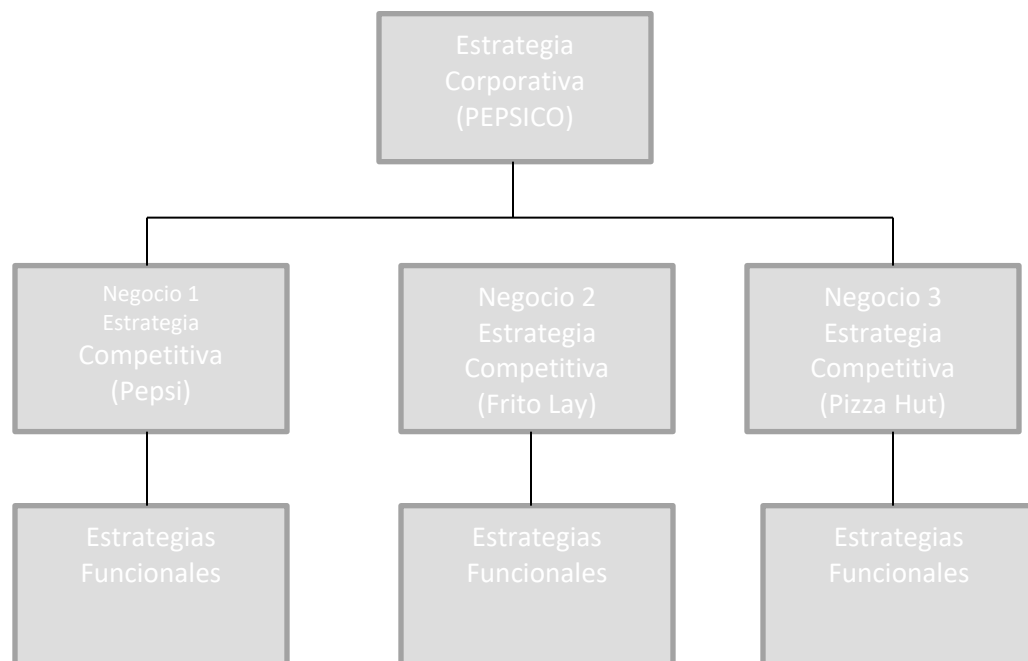 Estrategia
Corporativa
(PEPSICO)
Negocio 1
Estrategia
Competitiva
(Pepsi)
Negocio 2
Estrategia
Competitiva
(Frito Lay)
Negocio 3
Estrategia
Competitiva
(Pizza Hut)
Estrategias
Funcionales
Estrategias
Funcionales
Estrategias
Funcionales